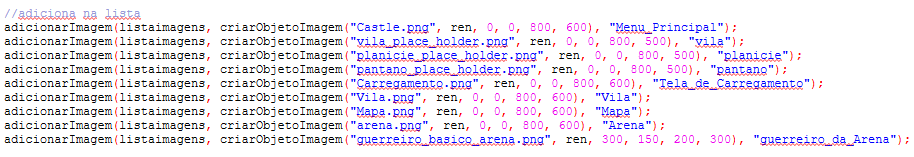 //adiciona na lista
adicionarImagem(listaimagens, criarObjetoImagem("Castle.png", ren, 0, 0, 800, 600), "Menu_Principal");
adicionarImagem(listaimagens, criarObjetoImagem("vila_place_holder.png", ren, 0, 0, 800, 500), "vila");
adicionarImagem(listaimagens, criarObjetoImagem("planicie_place_holder.png", ren, 0, 0, 800, 500), "planicie");
adicionarImagem(listaimagens, criarObjetoImagem("pantano_place_holder.png", ren, 0, 0, 800, 500), "pantano");
adicionarImagem(listaimagens, criarObjetoImagem("Carregamento.png", ren, 0, 0, 800, 600), "Tela_de_Carregamento");
adicionarImagem(listaimagens, criarObjetoImagem("Vila.png", ren, 0, 0, 800, 600), "Vila");
adicionarImagem(listaimagens, criarObjetoImagem("Mapa.png", ren, 0, 0, 800, 600), "Mapa");
adicionarImagem(listaimagens, criarObjetoImagem("arena.png", ren, 0, 0, 800, 600), "Arena");
adicionarImagem(listaimagens, criarObjetoImagem("guerreiro_basico_arena.png", ren, 300, 150, 200, 300), "guerreiro_da_Arena");